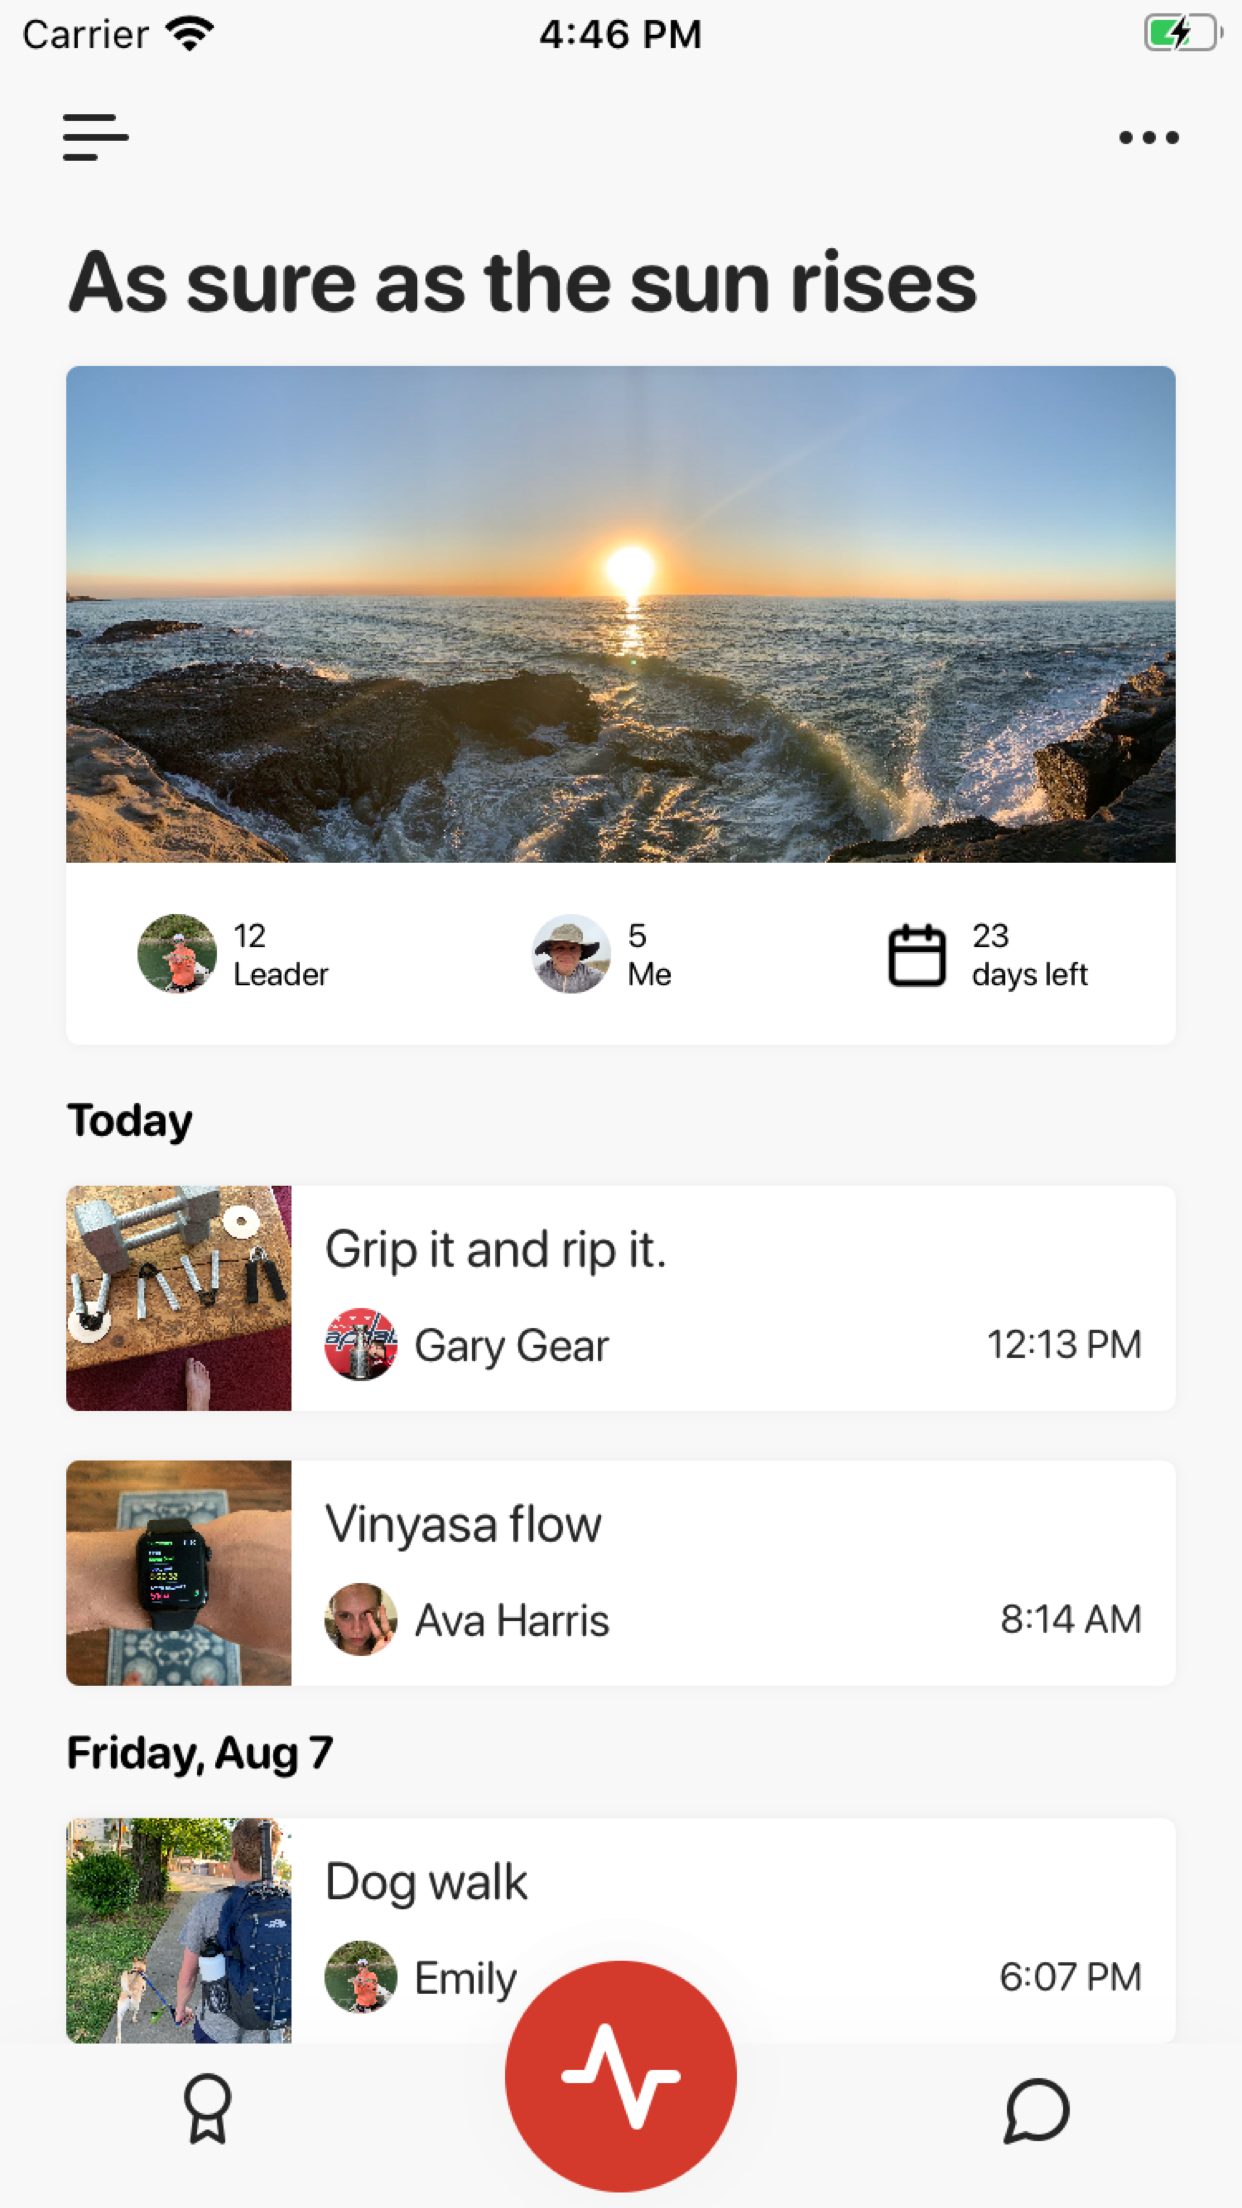 Carrier 4:46 PM
As sure as the sun rises
12
Leader
5
Me
23
days left
Today
Grip it and rip it.
Gary Gear 12:13 PM
Vinyasa flow
Ava Harris 8:14 AM
Friday, Aug 7
Dog walk
Emily 6:07 PM